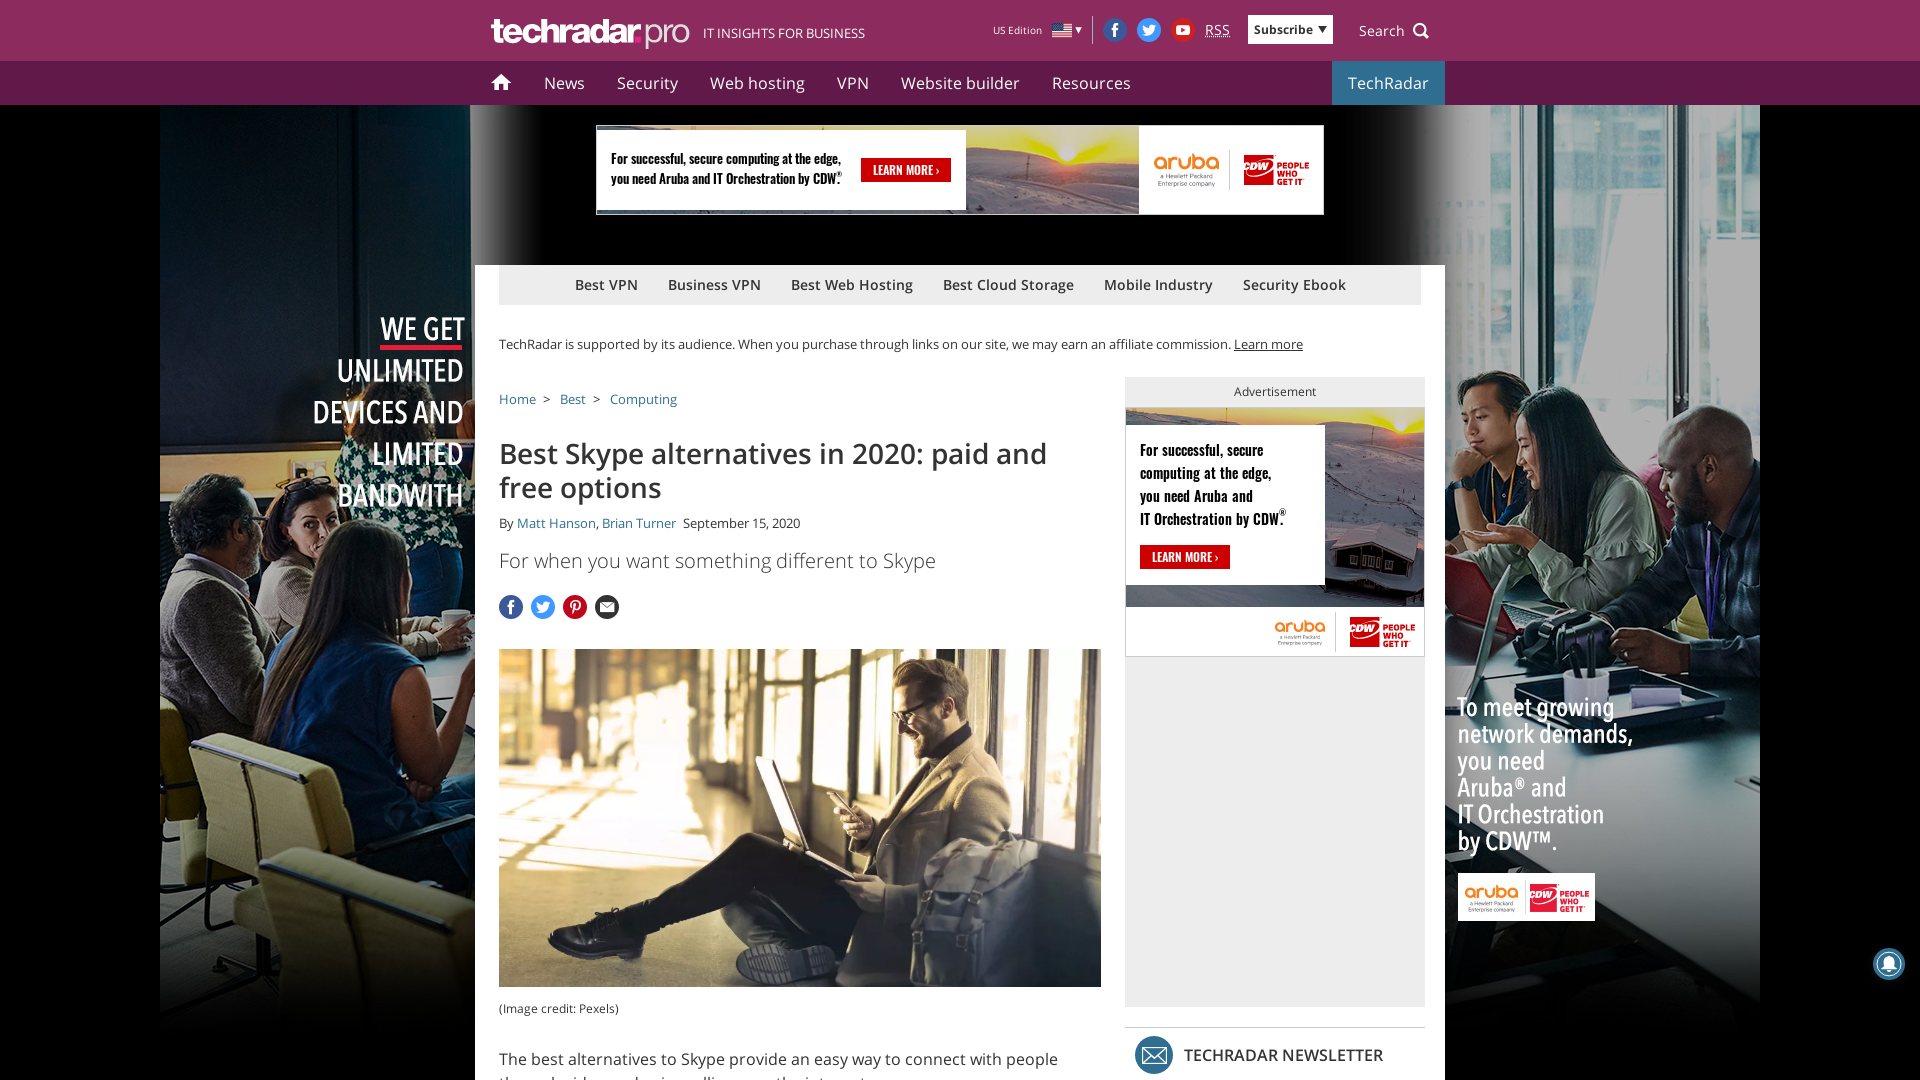 techradar.pro IT INSIGHTS FOR BUSINESS
US Edition
RSS
Subscribe
Search
News Security Web hosting VPN Website builder Resources
TechRadar
For successful, secure computing at the edge,
you need Aruba and IT Orchestration by CDW®.
LEARN MORE ›
aruba
a Hewlett Packard
Enterprise company
CDW PEOPLE
WHO
GET IT
Best VPN Business VPN Best Web Hosting Best Cloud Storage Mobile Industry Security Ebook
TechRadar is supported by its audience. When you purchase through links on our site, we may earn an affiliate commission. Learn more
Home > Best > Computing
Best Skype alternatives in 2020: paid and
free options
By Matt Hanson, Brian Turner September 15, 2020
For when you want something different to Skype
(Image credit: Pexels)
The best alternatives to Skype provide an easy way to connect with people
WE GET
UNLIMITED
DEVICES AND
LIMITED
BANDWITH
Advertisement
For successful, secure
computing at the edge,
you need Aruba and
IT Orchestration by CDW®.
LEARN MORE ›
aruba
a Hewlett Packard
Enterprise company
CDW PEOPLE
WHO
GET IT
TECHRADAR NEWSLETTER
To meet growing
network demands,
you need
Aruba® and
IT Orchestration
by CDW™.
aruba
a Hewlett Packard
Enterprise company
CDW PEOPLE
WHO
GET IT